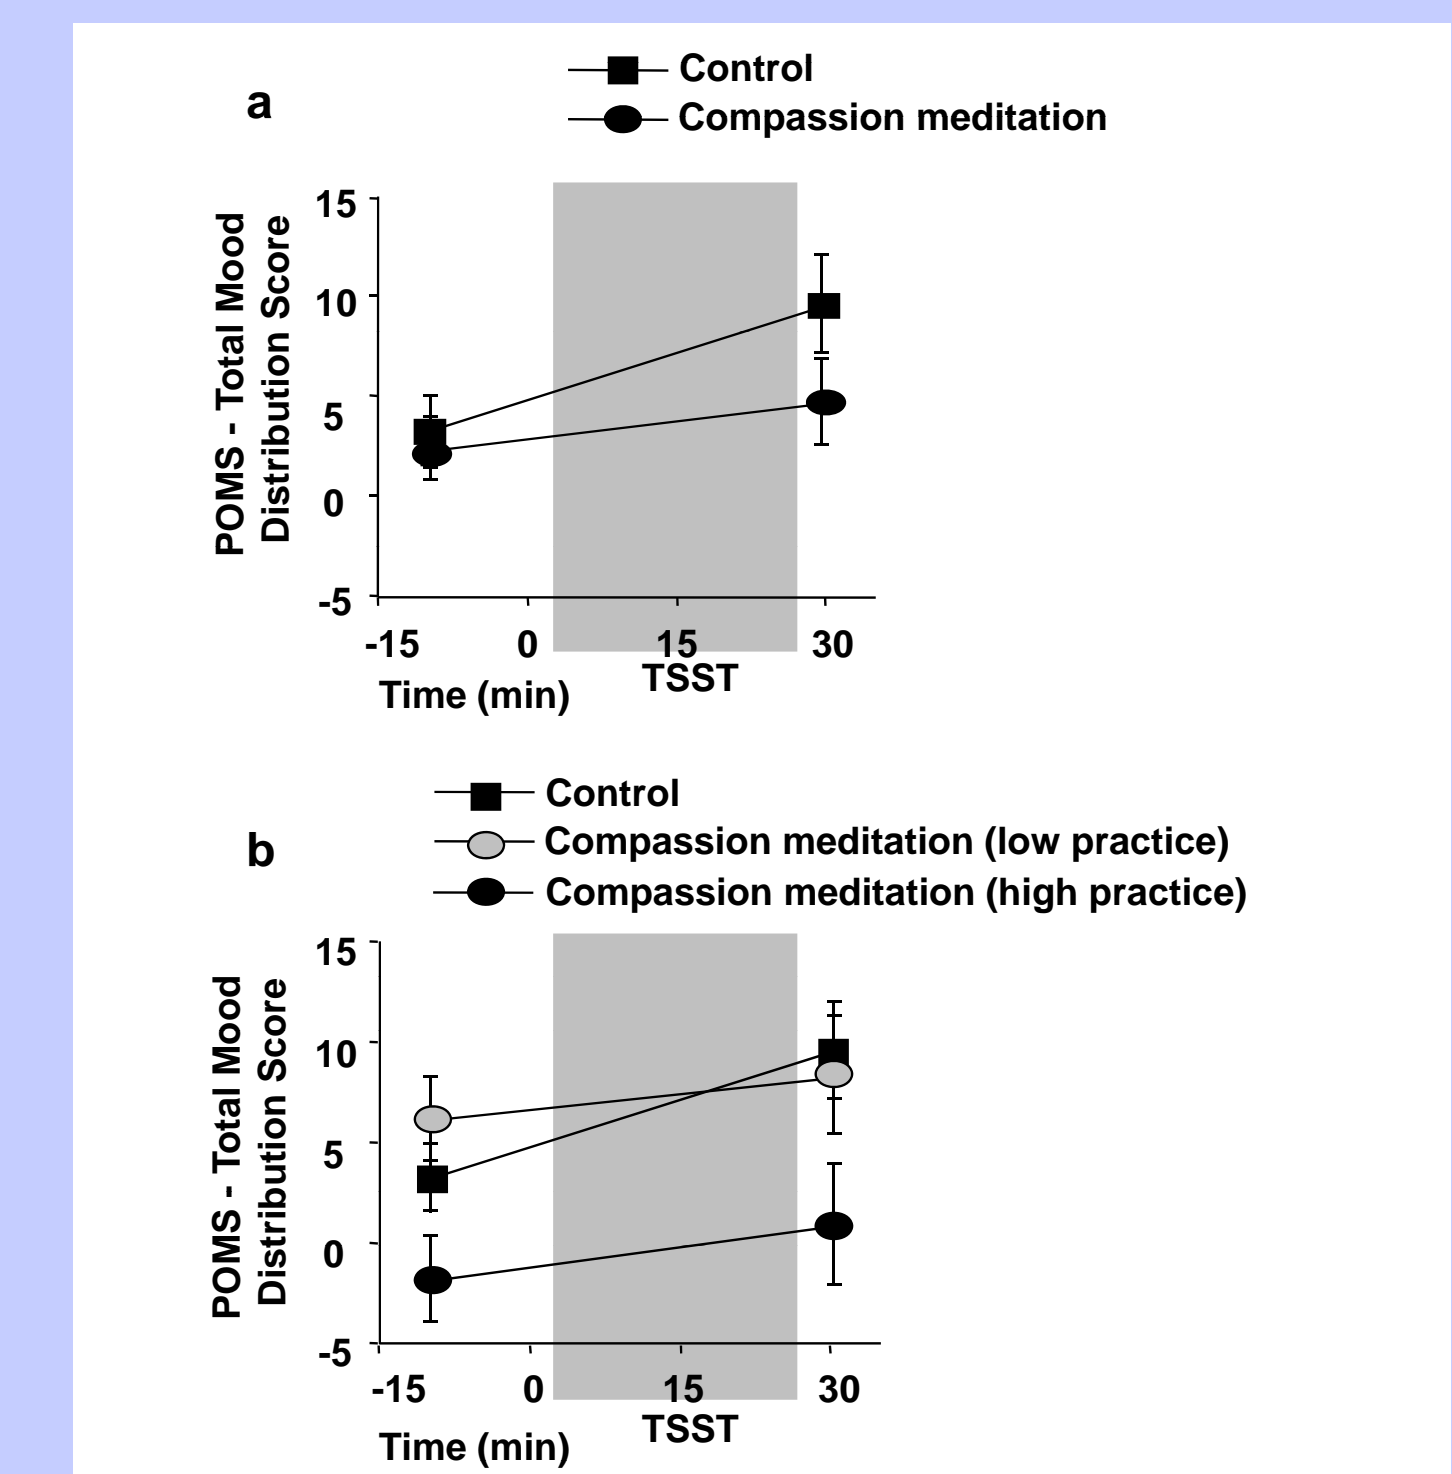 a
Control
Compassion meditation
POMS - Total Mood
Distribution Score
15
10
5
0
-5
-15 0 15 30
TSST
Time (min)
b
Control
Compassion meditation (low practice)
Compassion meditation (high practice)
POMS - Total Mood
Distribution Score
15
10
5
0
-5
-15 0 15 30
TSST
Time (min)